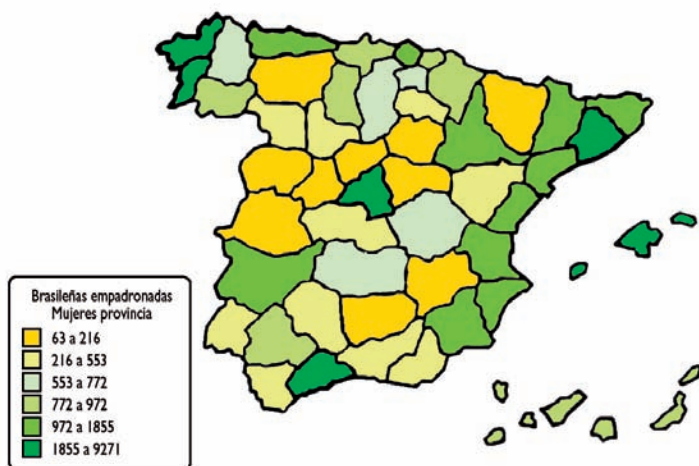 Brasileñas empadronadas
Mujeres provincia
63 a 216
216 a 553
553 a 772
772 a 972
972 a 1855
1855 a 9271